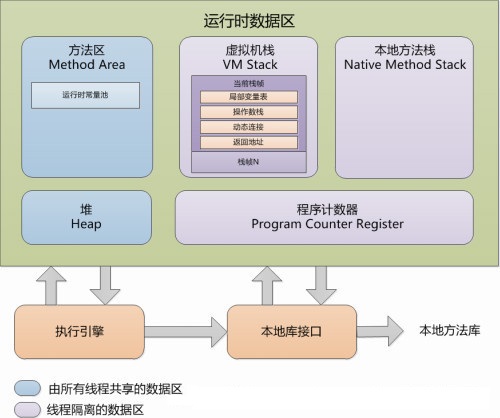 运行时数据区
方法区
Method Area
运行时常量池
虚拟机栈
VM Stack
当前栈帧
局部变量表
操作数栈
动态连接
返回地址
栈帧N
本地方法栈
Native Method Stack
堆
Heap
程序计数器
Program Counter Register
执行引擎
本地库接口
本地方法库
由所有线程共享的数据区
线程隔离的数据区